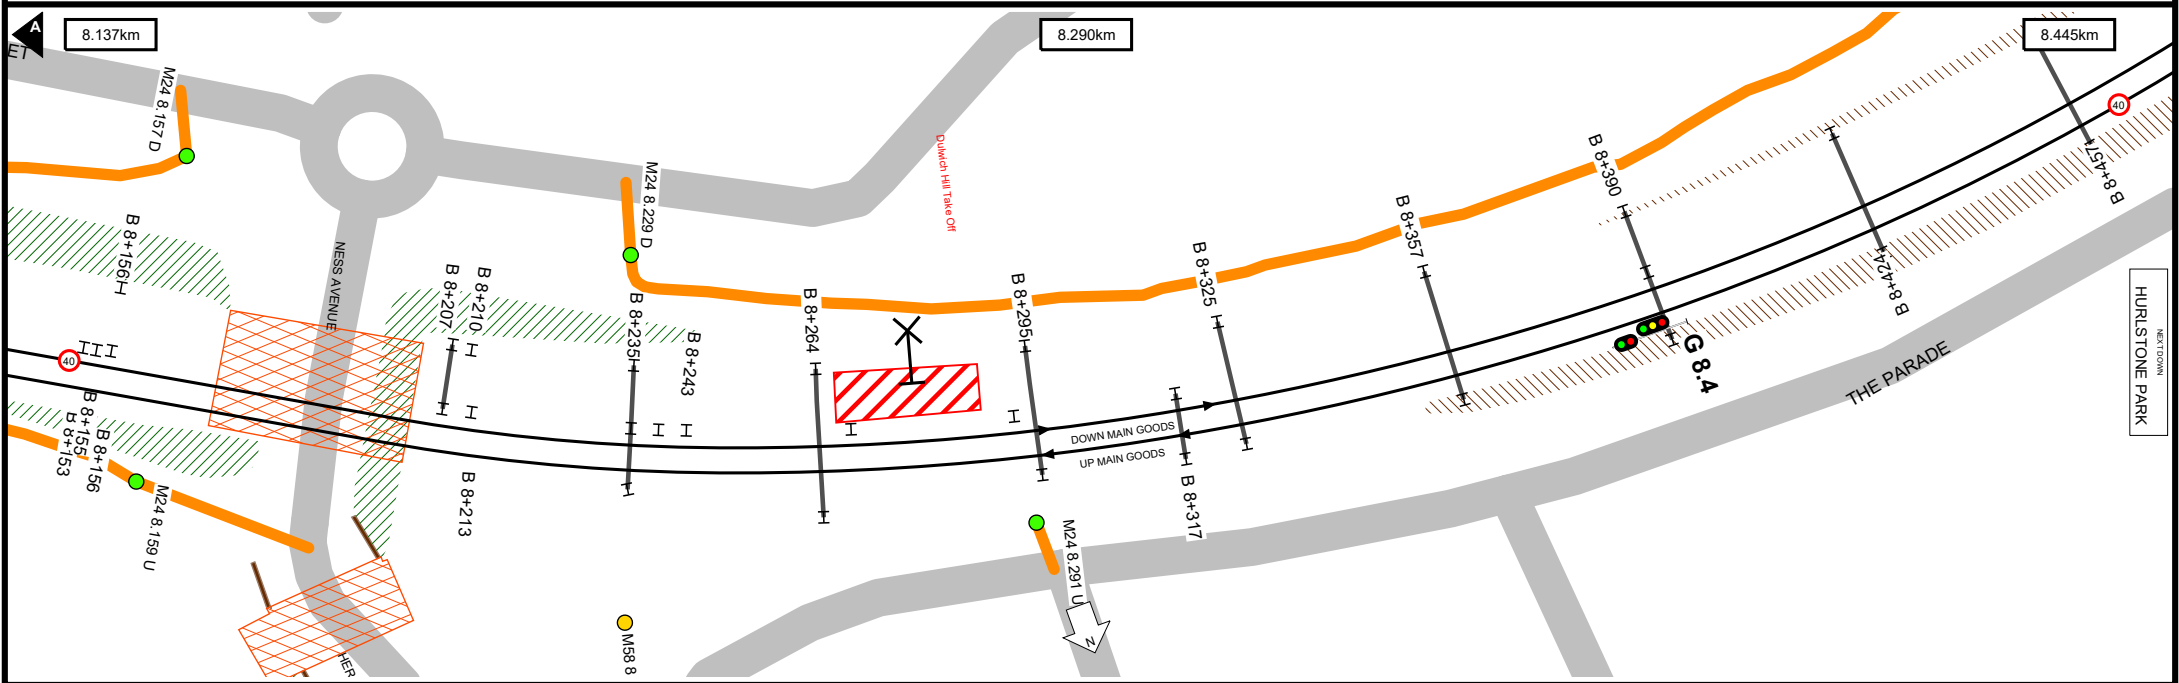 A
8.137km
8.290km
8.445km
ET
M24 8.157 D
40
M24 8.229 D
Dulwich Hill Take Off
B 8+390
B 8+457
B 8+156
NESS AVENUE
B 8+207
B 8+210
B 8+235
B 8+243
B 8+264
B 8+295
B 8+325
B 8+357
B 8+424
NEXT DOWN
HURLSTONE PARK
40
G 8.4
THE PARADE
DOWN MAIN GOODS
UP MAIN GOODS
B 8+155
B 8+153
B 8+156
M24 8.159 U
B 8+213
B 8+317
M24 8.291 U
N
M58 8
HER